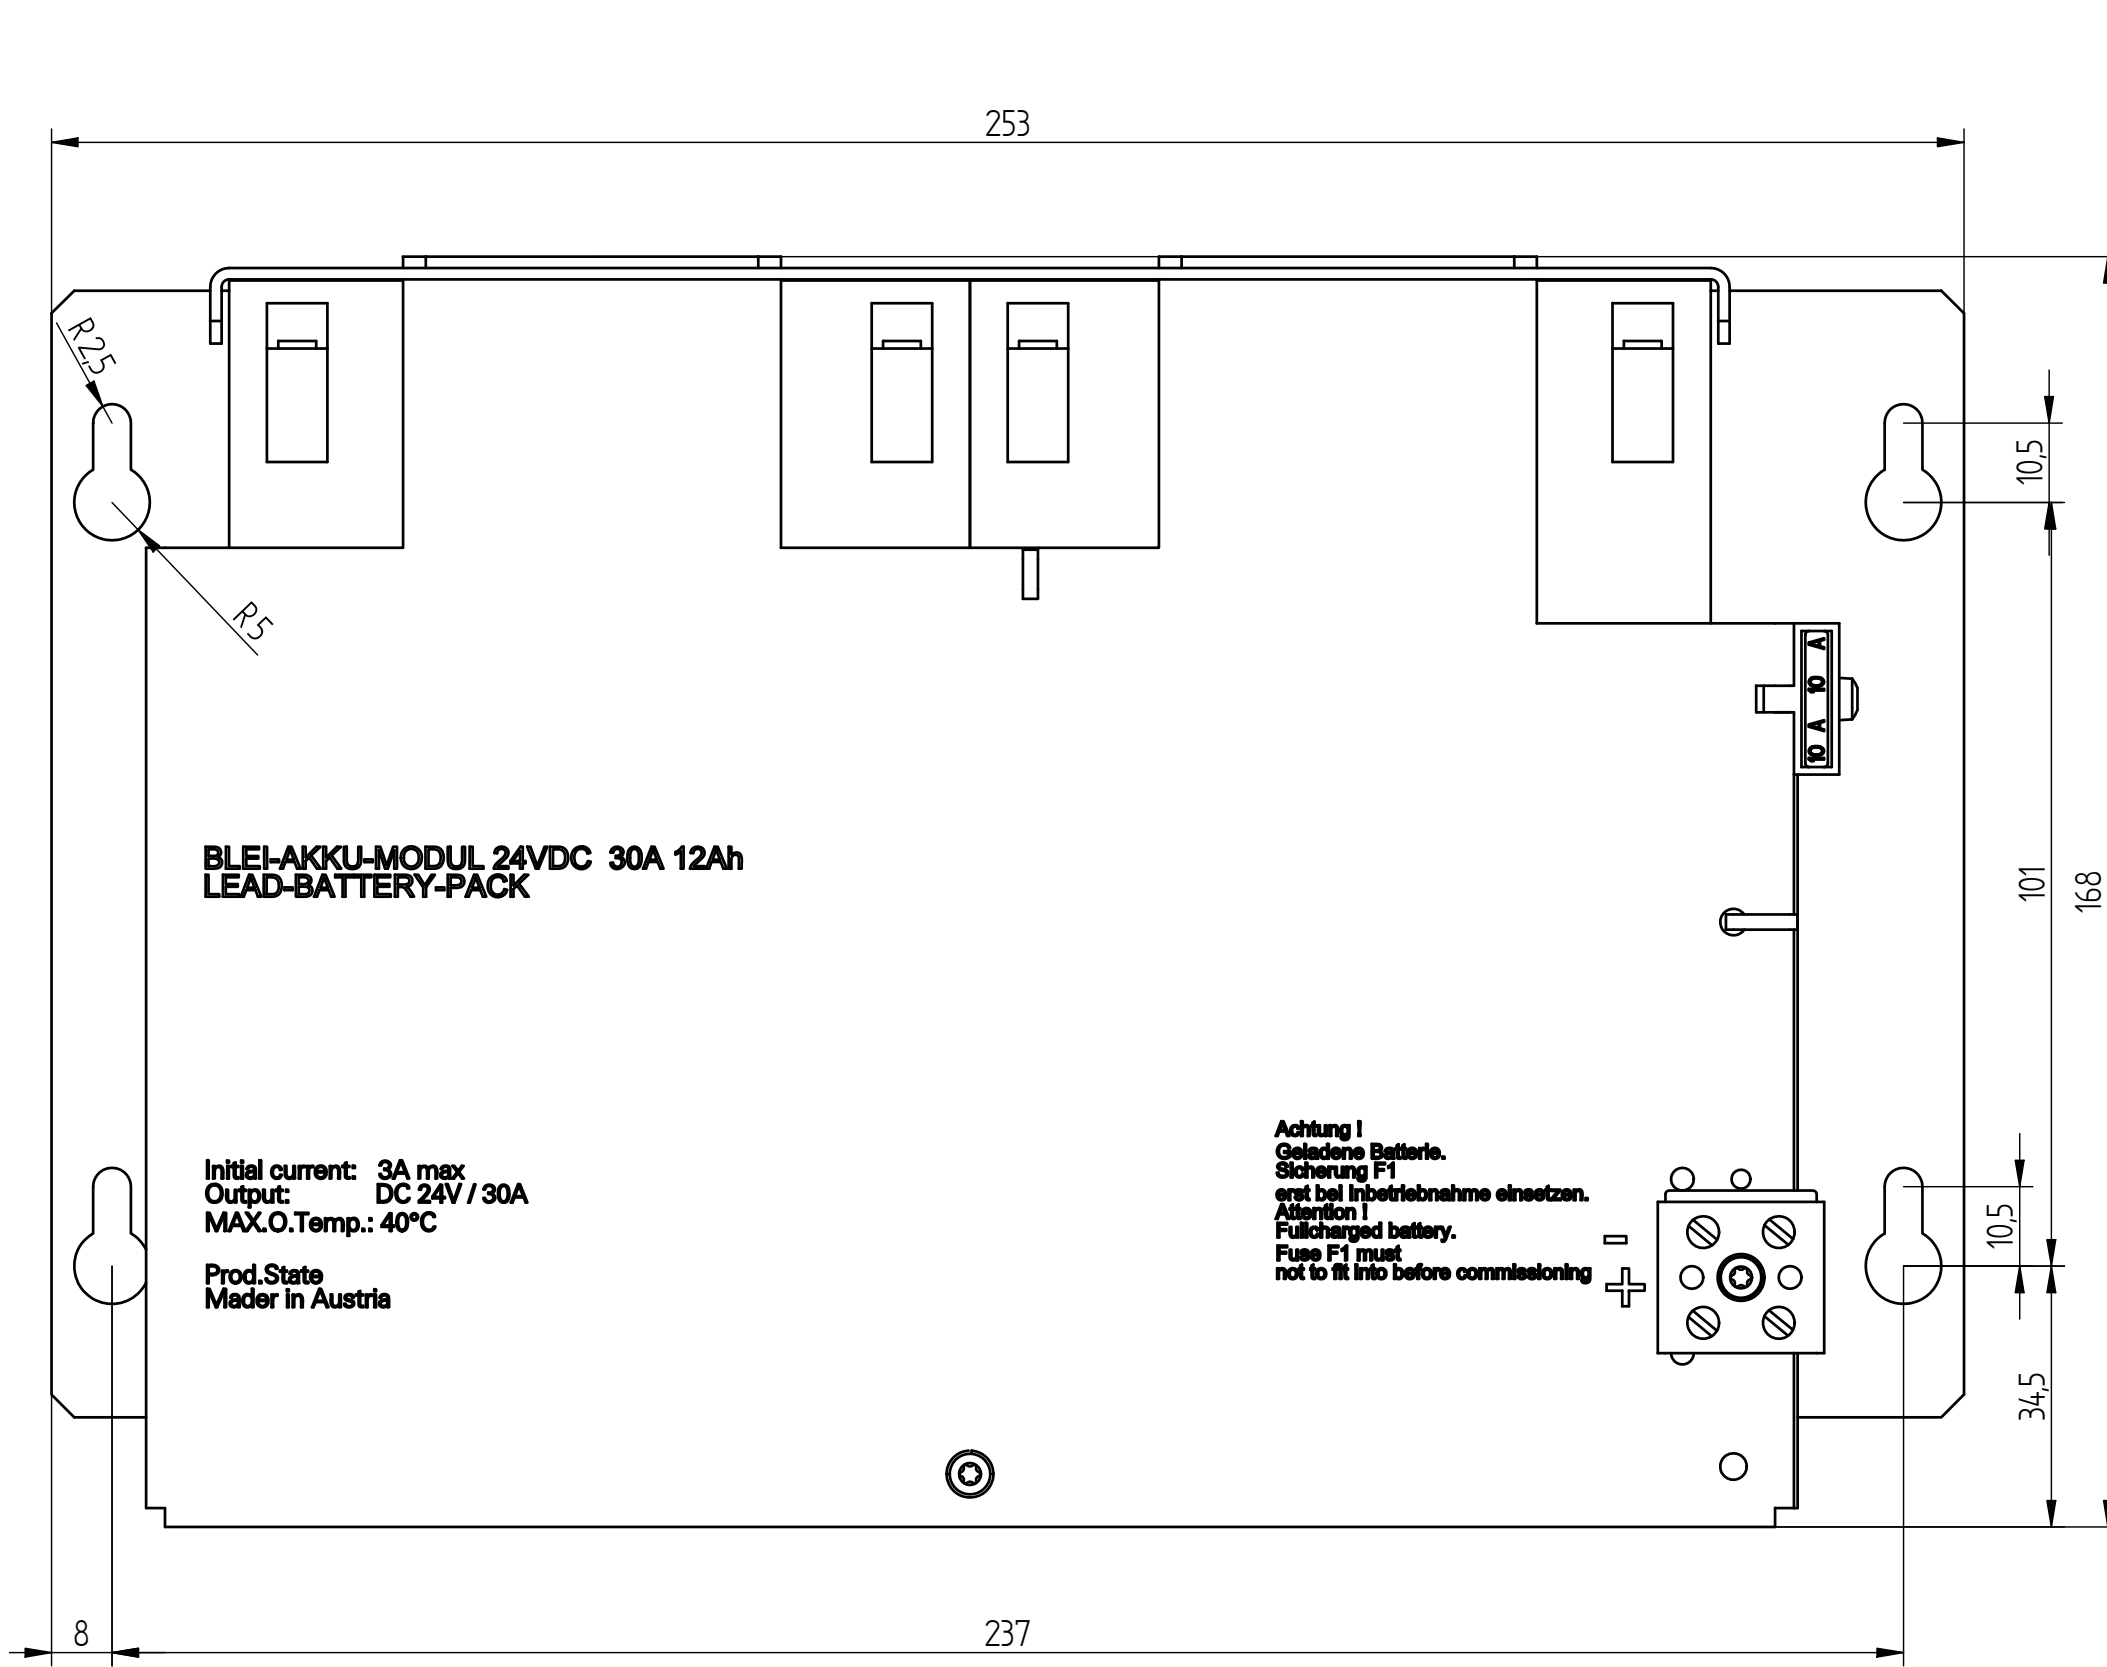 253
R2,5
10,5
R5
10 A 10 A
BLEI-AKKU-MODUL 24VDC 30A 12Ah
LEAD-BATTERY-PACK
101
168
Initial current: 3A max
Output: DC 24V / 30A
MAX.O.Temp.: 40°C
Prod.State
Mader in Austria
Achtung !
Geladene Batterie.
Sicherung F1
erst bei Inbetriebnahme einsetzen.
Attention !
Fullcharged battery.
Fuse F1 must
not to fit into before commissioning
-
+
10,5
34,5
8
237